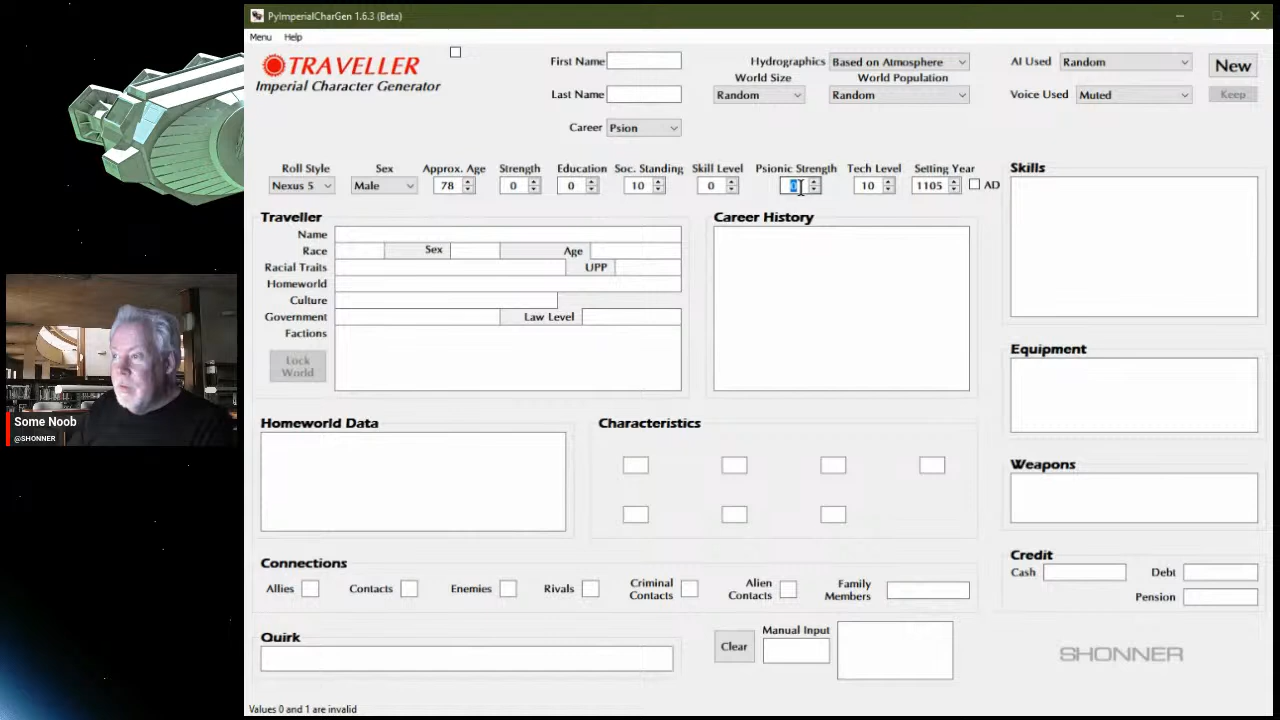 PyImperialCharGen 1.6.3 (Beta)
Menu Help
TRAVELLER
Imperial Character Generator
First Name
Last Name
Career Psion
Hydrographics Based on Atmosphere
World Size World Population
Random Random
AI Used Random
Voice Used Muted
New
Keep
Roll Style Sex Approx. Age Strength Education Soc. Standing Skill Level Psionic Strength Tech Level Setting Year
Nexus 5 Male 78 0 0 10 0 0 10 1105 AD
Traveller
Name
Race Sex Age
Racial Traits UPP
Homeworld
Culture
Government Law Level
Factions
Lock
World
Career History
Skills
Equipment
Weapons
Homeworld Data
Characteristics
Connections
Allies Contacts Enemies Rivals Criminal Contacts Alien Contacts Family Members
Credit
Cash Debt
Pension
Quirk
Clear
Manual Input
SHONNER
Values 0 and 1 are invalid
Some Noob
@SHONNER